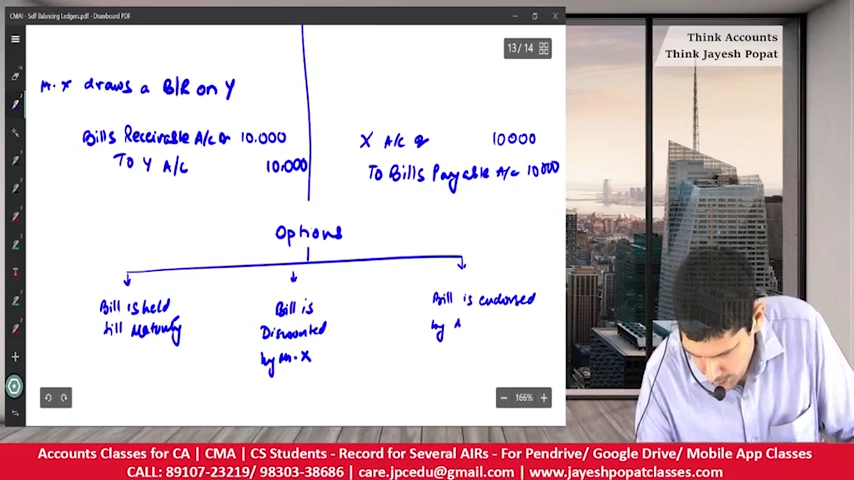 CMAI - Self Balancing Ledgers.pdf - Drawboard PDF
13 / 14
Think Accounts
Think Jayesh Popat
Mr. X draws a B/R on Y
Bills Receivable A/c Dr 10,000
To Y A/c 10,000
X A/c Dr 10000
To Bills Payable A/c 10000
Options
Bill is held
till Maturity
Bill is
Discounted
by Mr. X
Bill is endorsed
by
166%
Accounts Classes for CA | CMA | CS Students - Record for Several AIRs - For Pendrive/ Google Drive/ Mobile App Classes
CALL: 89107-23219/ 98303-38686 | care.jpcedu@gmail.com | www.jayeshpopatclasses.com